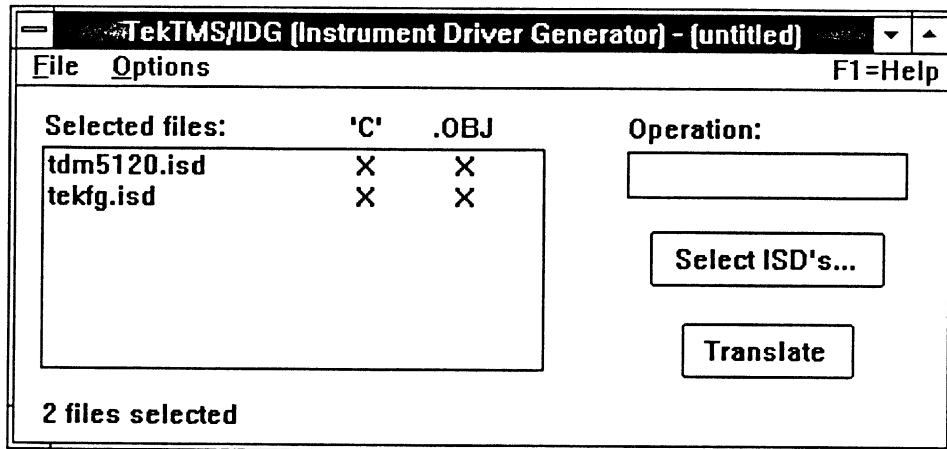 TekTMS/IDG (Instrument Driver Generator) - (untitled)
File Options F1=Help
Selected files: 'C' .OBJ Operation:
tdm5120.isd X X
tekfg.isd X X
Select ISD's...
Translate
2 files selected